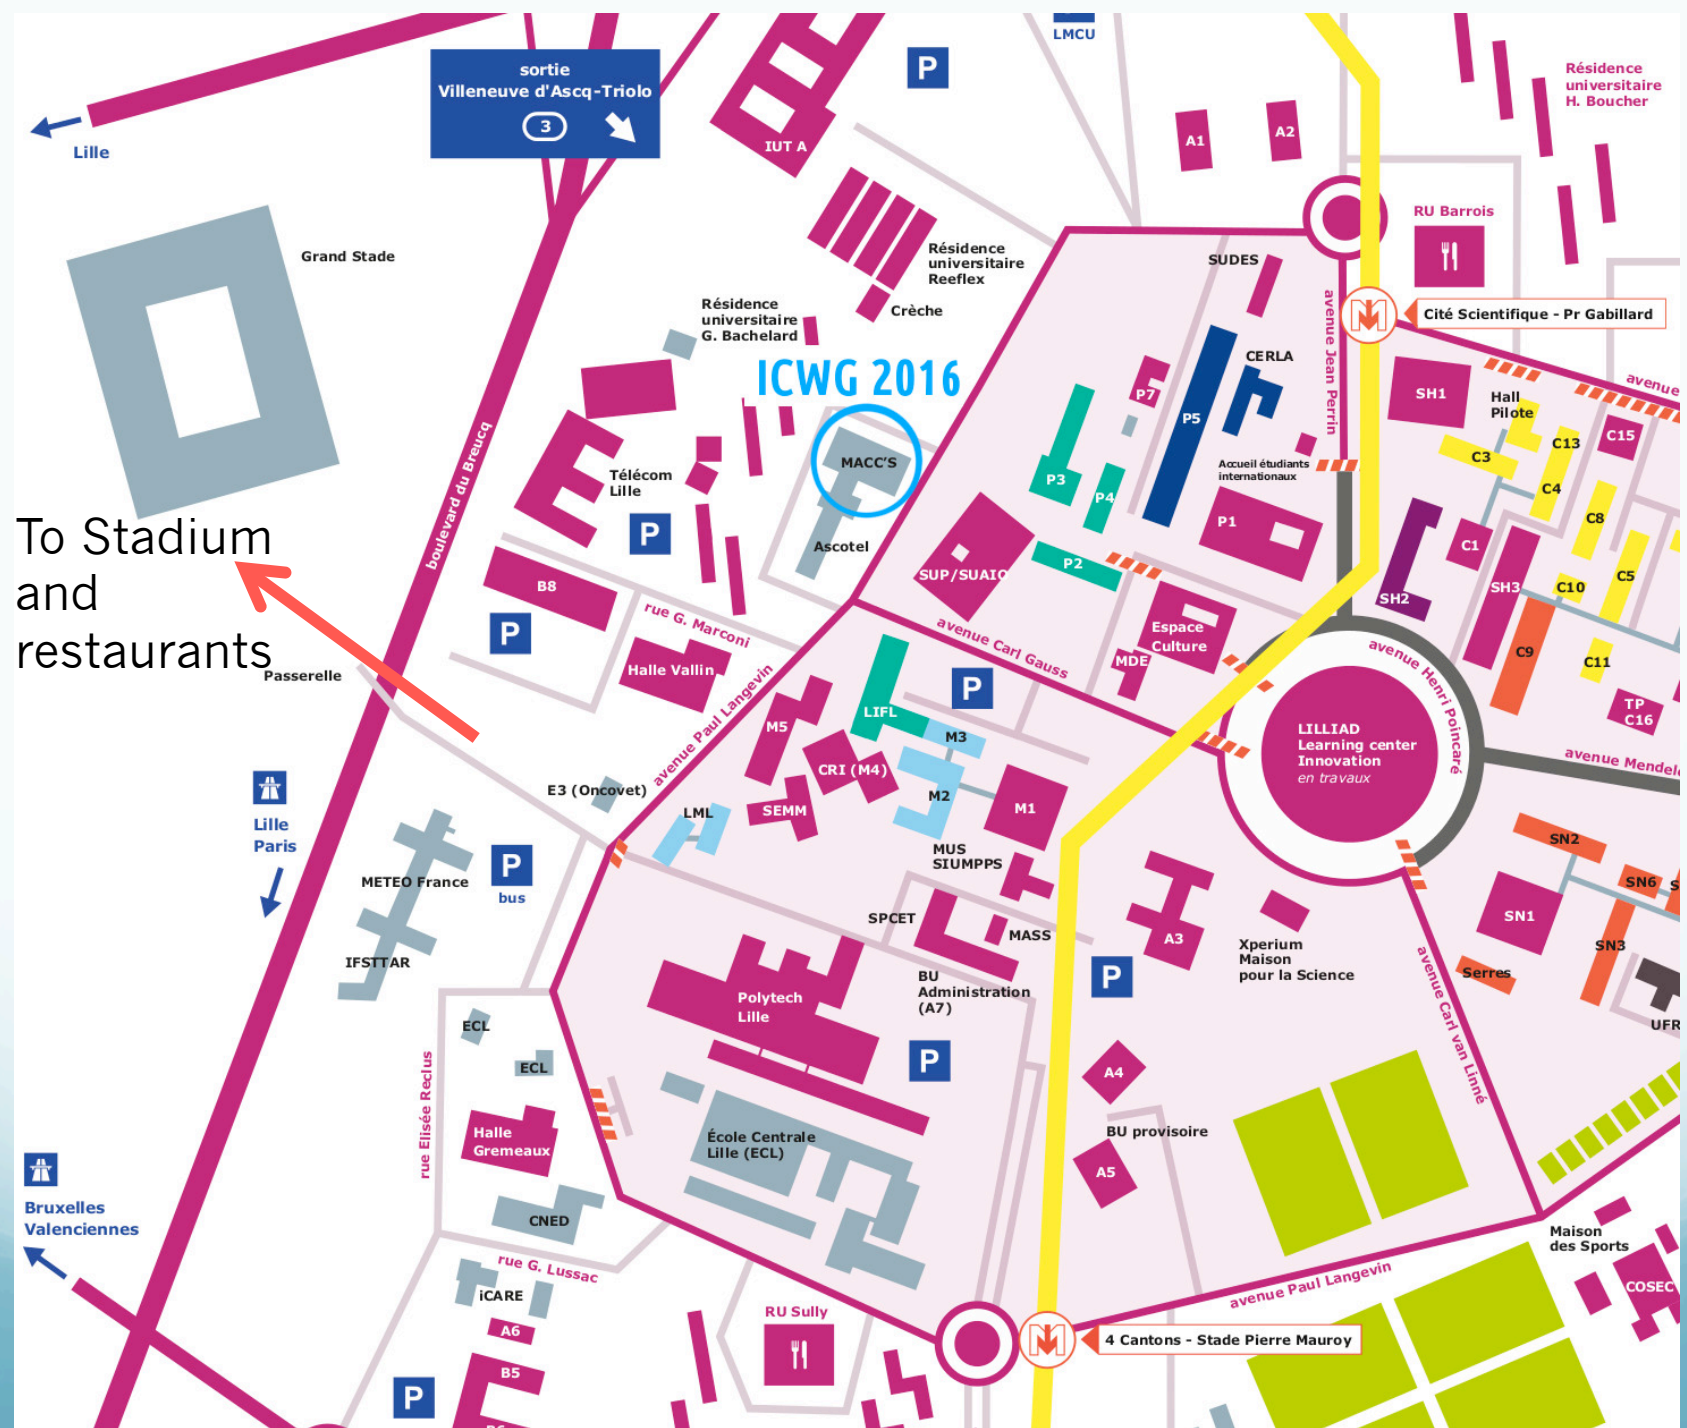 LMCU
sortie
Villeneuve d'Ascq-Triolo
3
P
Résidence
universitaire
H. Boucher
Lille
IUT A
A1
A2
RU Barrois
Grand Stade
Résidence
universitaire
Reeflex
Crèche
SUDES
Résidence
universitaire
G. Bachelard
Cité Scientifique - Pr Gabillard
avenue Jean Perrin
ICWG 2016
CERLA
P7
P5
SH1
avenue
Hall
Pilote
C15
C13
C3
C4
MACC'S
Accueil étudiants
internationaux
boulevard du Breucq
Télécom
Lille
P
P3
P4
P1
C8
C1
Ascotel
To Stadium
and
restaurants
B8
P2
SUP/SUAIO
SH2
SH3
C10
C5
P
rue G. Marconi
avenue Carl Gauss
Espace
Culture
MDE
C9
C11
avenue Henri Poincaré
Passerelle
Halle Vallin
avenue Paul Langevin
P
LIFL
M5
M3
TP
C16
LILLIAD
Learning center
Innovation
en travaux
avenue Mendel
CRI (M4)
E3 (Oncovet)
M2
M1
SEMM
LML
Lille
Paris
MUS
SIUMPPS
SN2
P
bus
METEO France
SN6
S
SPCET
MASS
A3
SN1
Xperium
Maison
pour la Science
SN3
IFSTTAR
P
BU
Administration
(A7)
Serres
avenue Carl van Linné
Polytech
Lille
UFR
ECL
ECL
P
A4
rue Elisée Reclus
Halle
Gremeaux
École Centrale
Lille (ECL)
BU provisoire
A5
Bruxelles
Valenciennes
CNED
Maison
des Sports
rue G. Lussac
avenue Paul Langevin
COSEC
iCARE
RU Sully
A6
4 Cantons - Stade Pierre Mauroy
B5
P